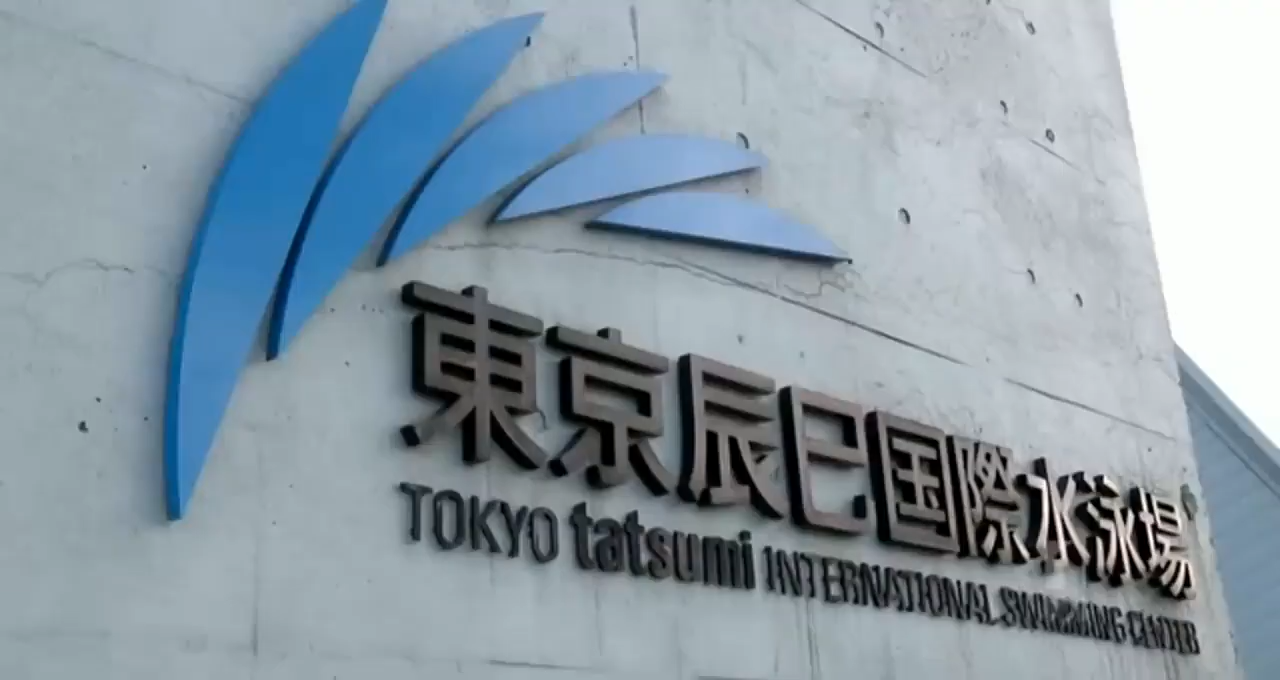 東京辰巳国際水泳場
TOKYO tatsumi INTERNATIONAL SWIMMING CENTER